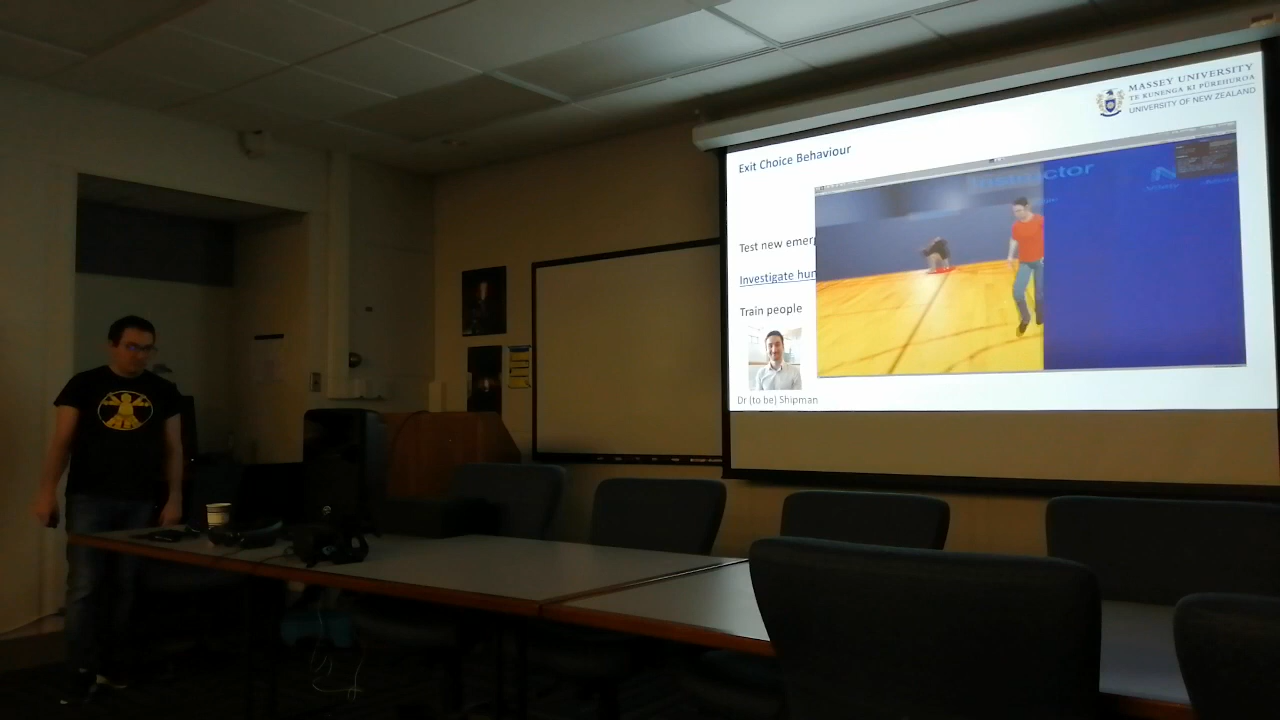 MASSEY UNIVERSITY
TE KUNENGA KI PŪREHUROA
UNIVERSITY OF NEW ZEALAND
Exit Choice Behaviour
Instructor
Test new emer
Investigate hum
Train people
Dr (to be) Shipman